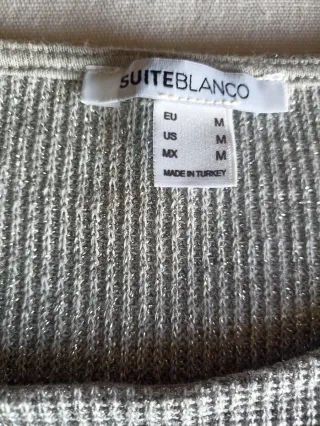 SUITEBLANCO
EU M
US M
MX M
MADE IN TURKEY